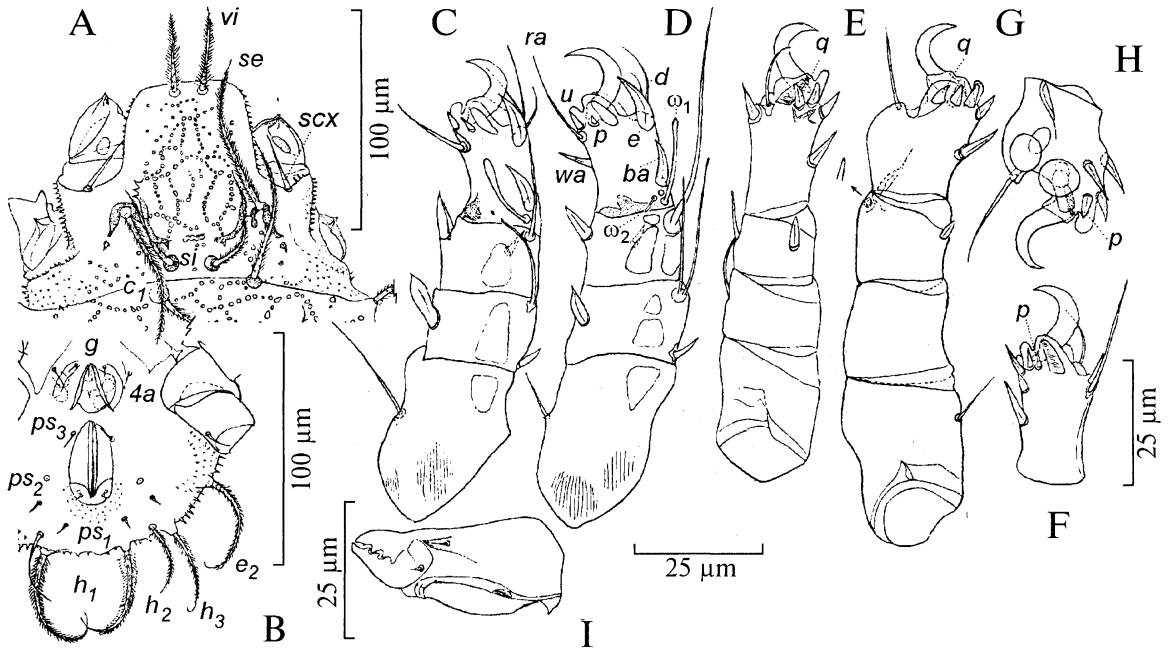 A
vi
se
scx
100 µm
si
c1
C
ra
D
u
p
e
d
ω1
wa
ba
ω2
q
E
q
G
H
p
p
25 µm
F
g
4a
ps3
ps2
ps1
100 µm
e2
h1
h2
h3
B
25 µm
I
25 µm